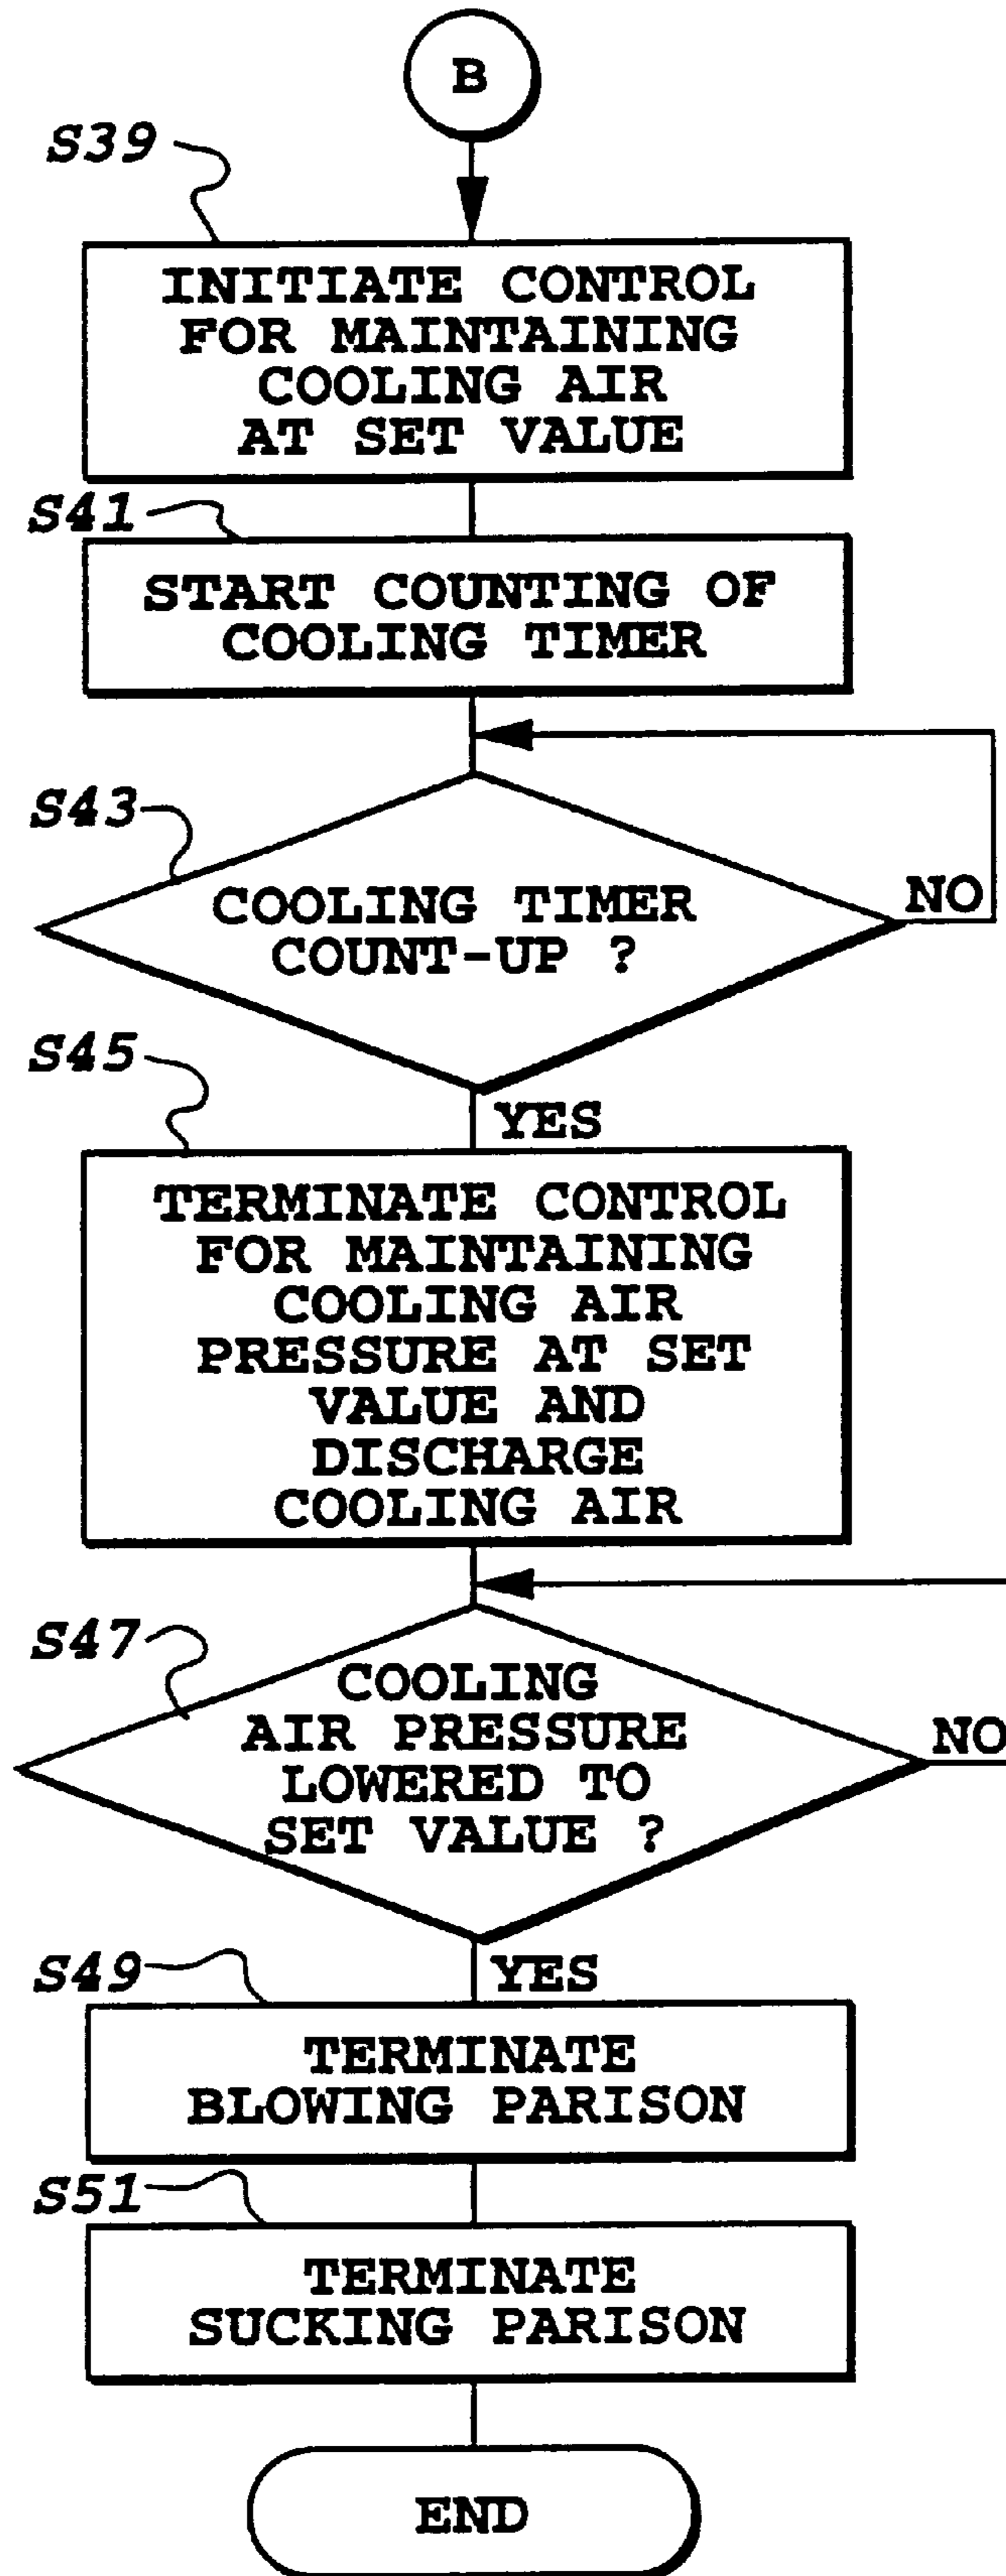 B
S39
INITIATE CONTROL
FOR MAINTAINING
COOLING AIR
AT SET VALUE
S41
START COUNTING OF
COOLING TIMER
S43
COOLING TIMER
COUNT-UP ?
NO
S45
YES
TERMINATE CONTROL
FOR MAINTAINING
COOLING AIR
PRESSURE AT SET
VALUE AND
DISCHARGE
COOLING AIR
S47
COOLING
AIR PRESSURE
LOWERED TO
SET VALUE ?
NO
S49
YES
TERMINATE
BLOWING PARISON
S51
TERMINATE
SUCKING PARISON
END